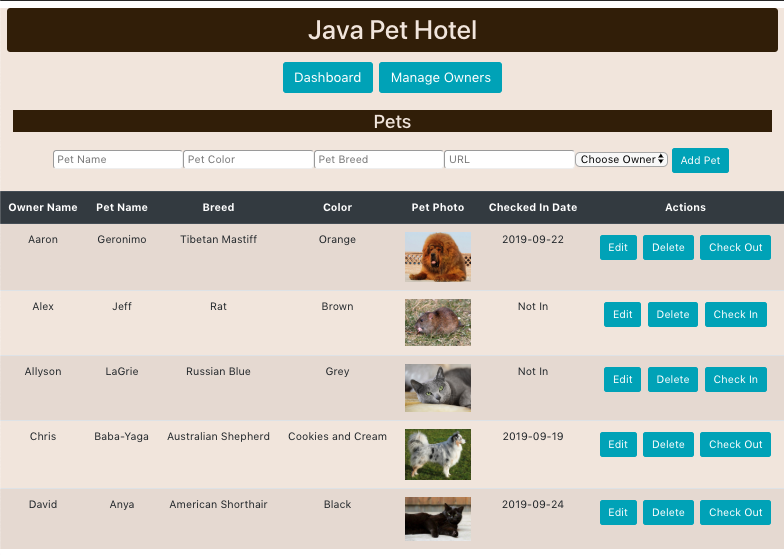 Java Pet Hotel
Dashboard Manage Owners
Pets
Pet Name Pet Color Pet Breed URL Choose Owner Add Pet
Owner Name Pet Name Breed Color Pet Photo Checked In Date Actions
Aaron Geronimo Tibetan Mastiff Orange 2019-09-22 Edit Delete Check Out
Alex Jeff Rat Brown Not In Edit Delete Check In
Allyson LaGrie Russian Blue Grey Not In Edit Delete Check In
Chris Baba-Yaga Australian Shepherd Cookies and Cream 2019-09-19 Edit Delete Check Out
David Anya American Shorthair Black 2019-09-24 Edit Delete Check Out